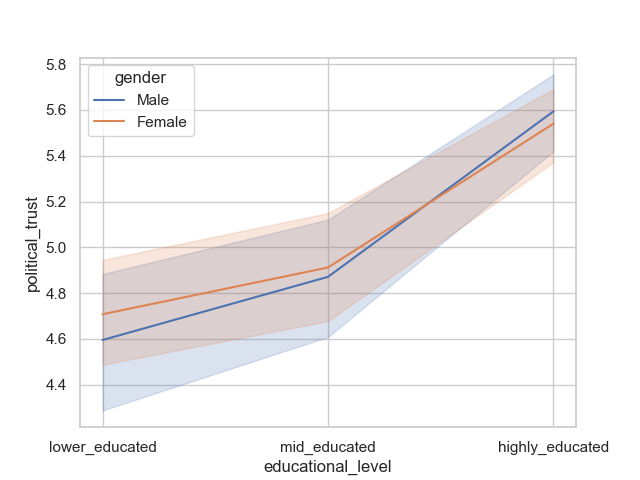 5.8
5.6
5.4
5.2
5.0
4.8
4.6
4.4
political_trust
gender
Male
Female
lower_educated mid_educated highly_educated
educational_level